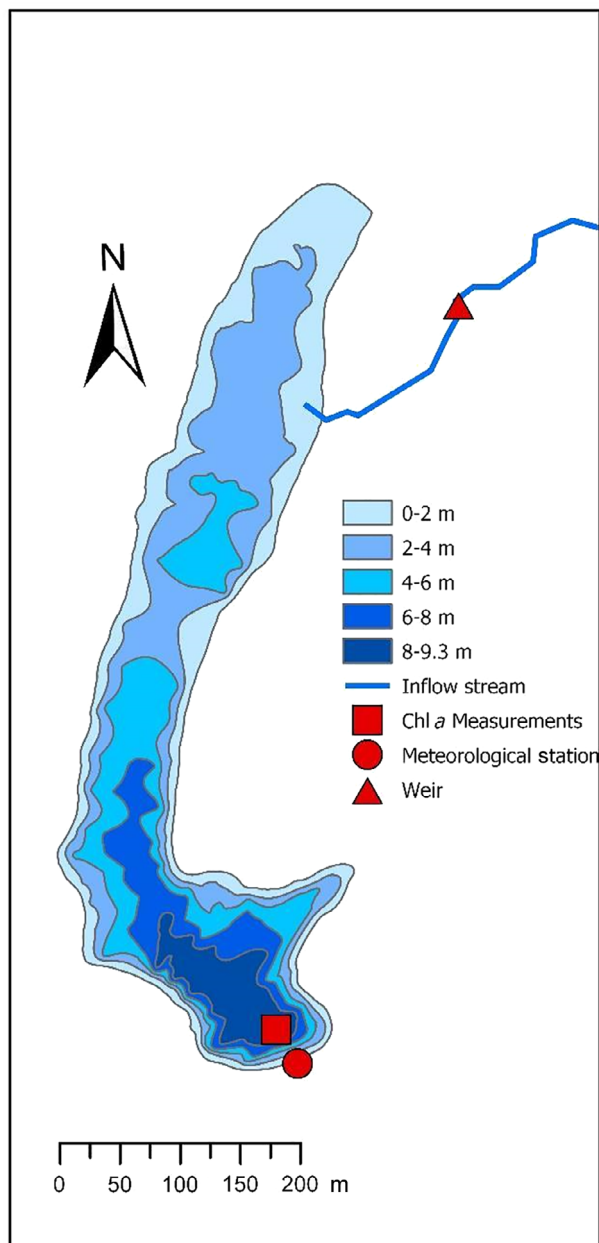 N
0-2 m
2-4 m
4-6 m
6-8 m
8-9.3 m
Inflow stream
Chl a Measurements
Meteorological station
Weir
0 50 100 150 200 m